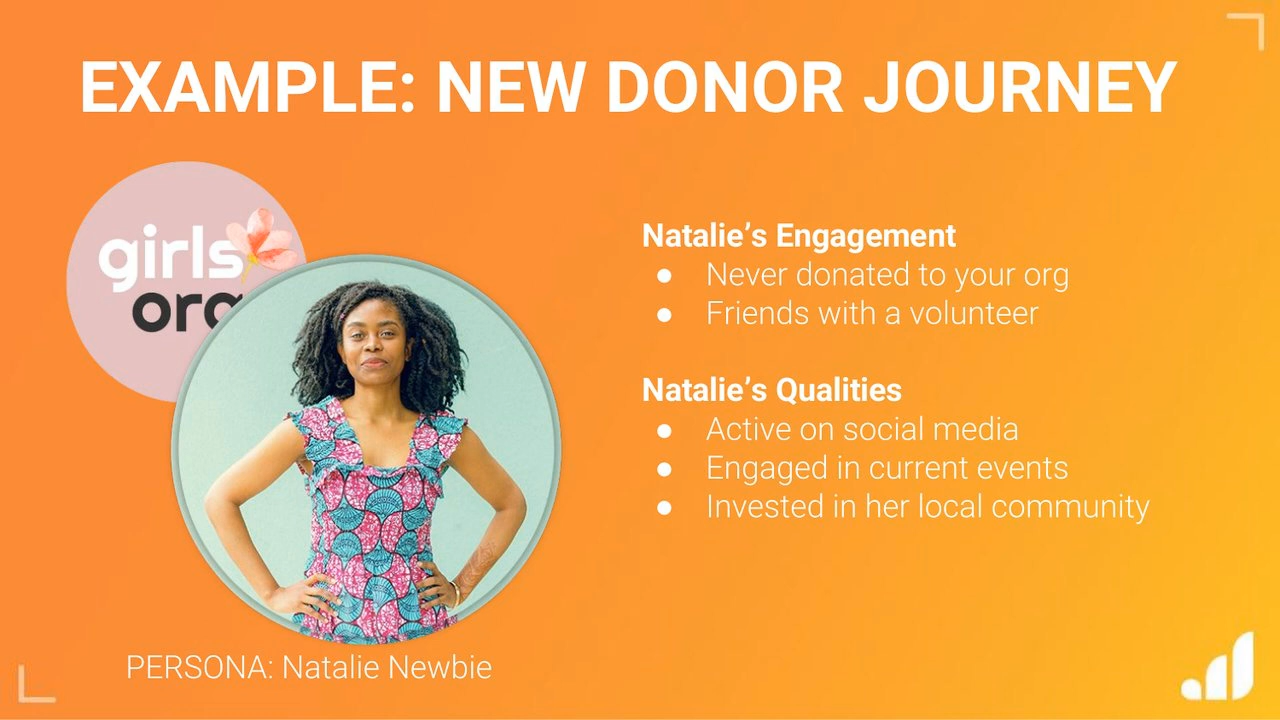 EXAMPLE: NEW DONOR JOURNEY
girls
org
Natalie’s Engagement
● Never donated to your org
● Friends with a volunteer
Natalie’s Qualities
● Active on social media
● Engaged in current events
● Invested in her local community
PERSONA: Natalie Newbie